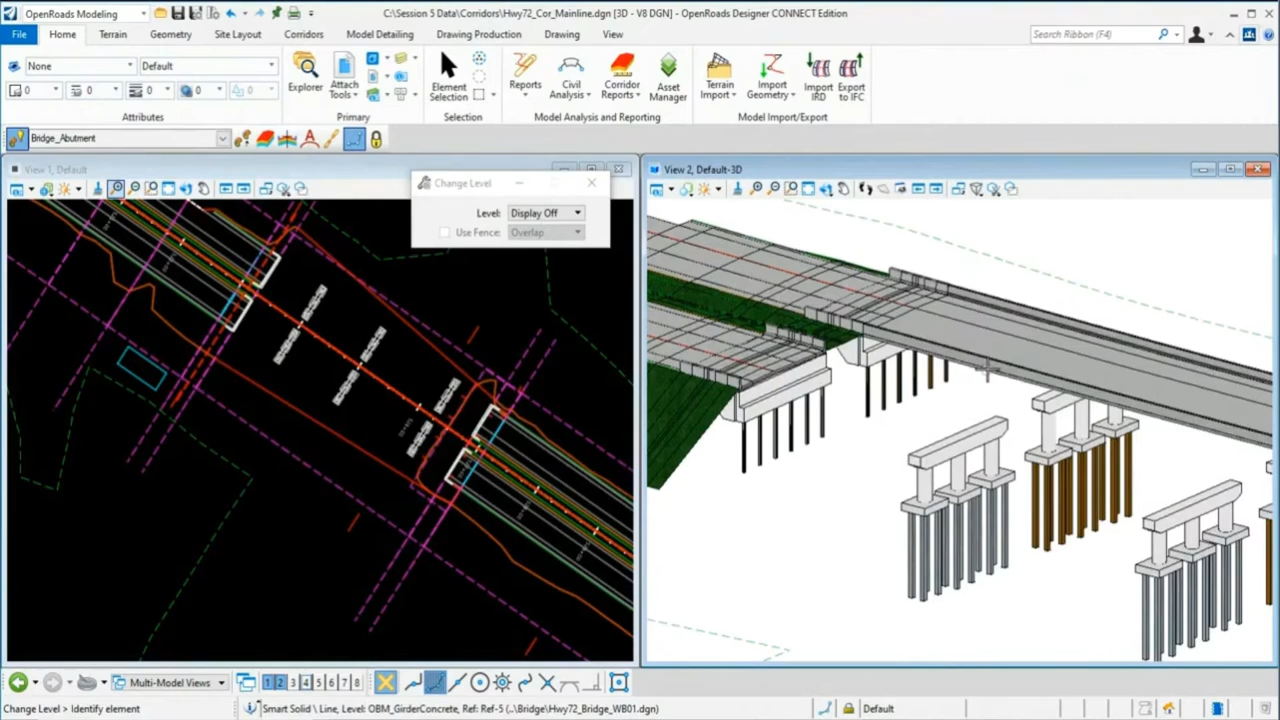 OpenRoads Modeling
C:\Session 5 Data\Corridors\Hwy72_Cor_Mainline.dgn [3D - V8 DGN] - OpenRoads Designer CONNECT Edition
File Home Terrain Geometry Site Layout Corridors Model Detailing Drawing Production Drawing View
Search Ribbon (F4)
None Default
0 0 0 0 0
Explorer
Attach Tools
Element Selection
Reports
Civil Analysis
Corridor Reports
Asset Manager
Terrain Import
Import Geometry
Import IRD
Export to IFC
Attributes Primary Selection Model Analysis and Reporting Model Import/Export
Bridge_Abutment
View 1, Default
View 2, Default-3D
Change Level
Level: Display Off
Use Fence: Overlap
Multi-Model Views 1 2 3 4 5 6 7 8
Change Level > Identify element
Smart Solid \ Line, Level: OBM_GirderConcrete, Ref: Ref-5 (..\Bridge\Hwy72_Bridge_WB01.dgn)
Default